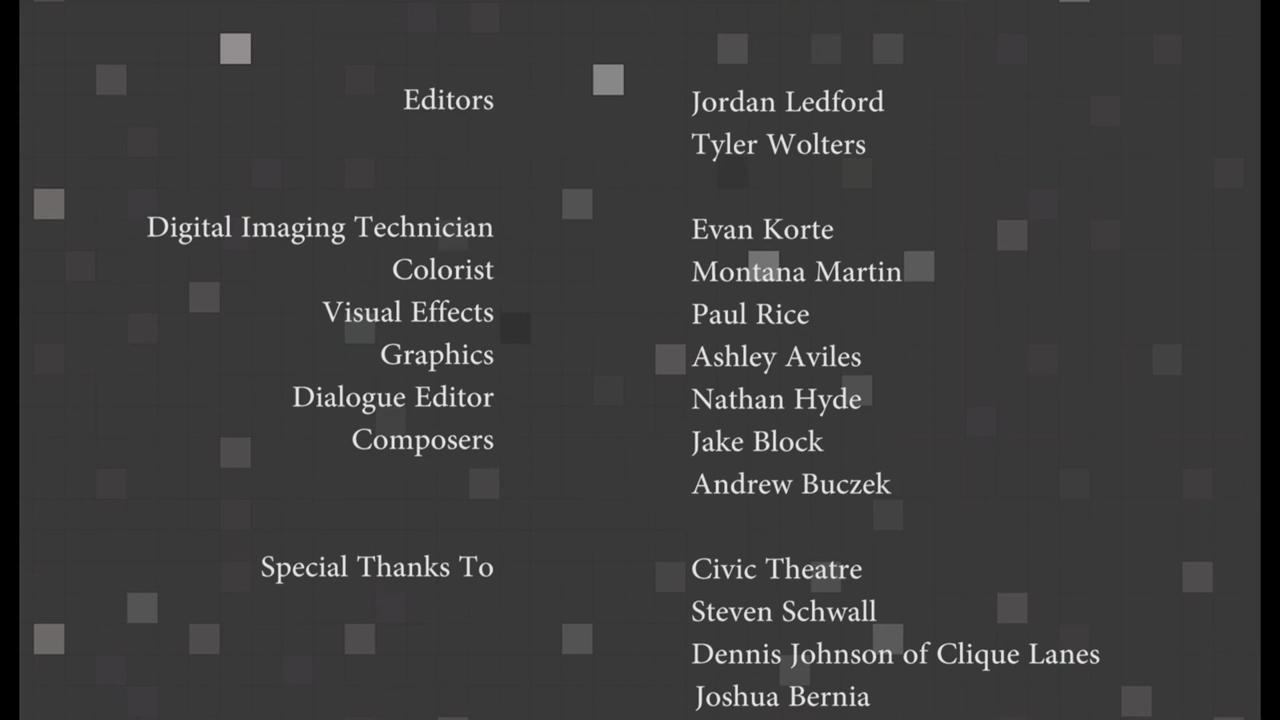 Editors Jordan Ledford
Tyler Wolters
Digital Imaging Technician Evan Korte
Colorist Montana Martin
Visual Effects Paul Rice
Graphics Ashley Aviles
Dialogue Editor Nathan Hyde
Composers Jake Block
Andrew Buczek
Special Thanks To Civic Theatre
Steven Schwall
Dennis Johnson of Clique Lanes
Joshua Bernia